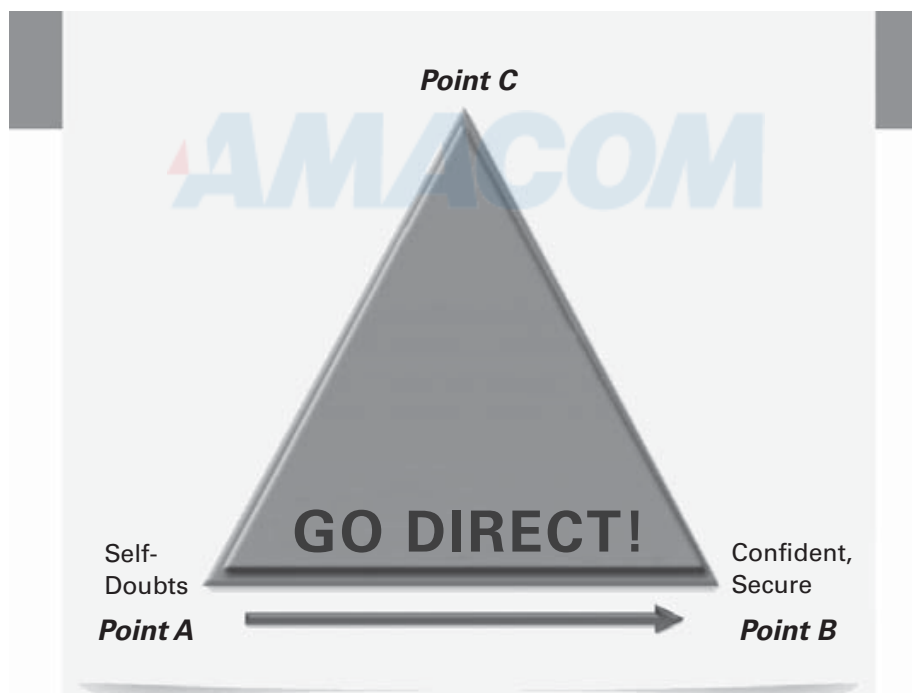 Point C
AMACOM
GO DIRECT!
Self-
Doubts
Point A
Confident,
Secure
Point B